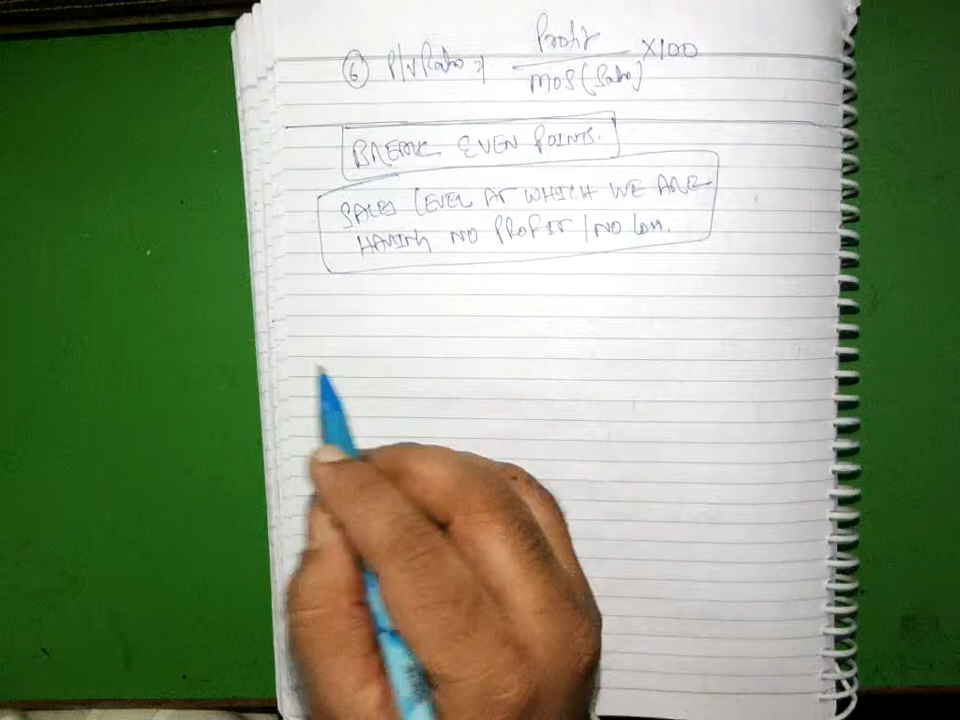 ⑥ P/V Ratio = Profit / MOS (Sales) X100
BREAK EVEN POINTS.
SALES LEVEL AT WHICH WE ARE
HAVING NO PROFIT / NO Loss.